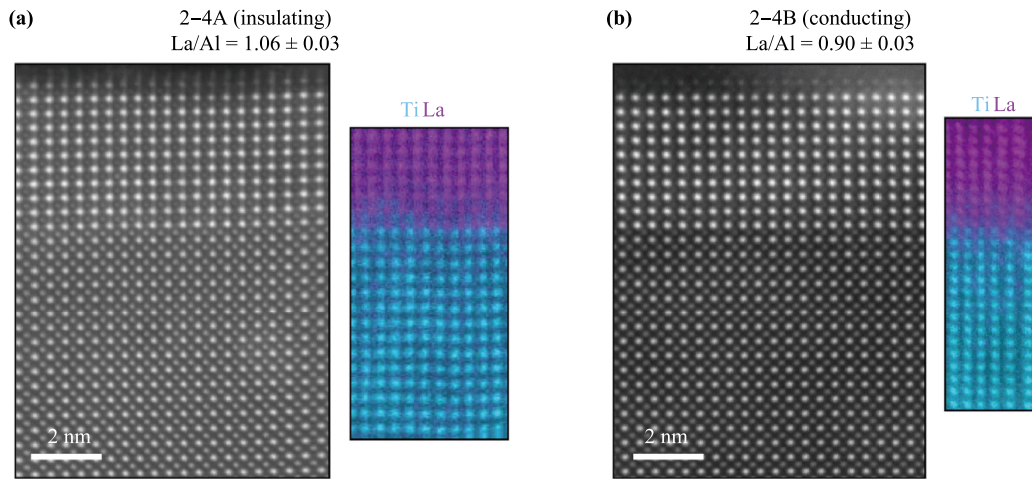 (a)
2−4A (insulating)
La/Al = 1.06 ± 0.03
Ti La
2 nm
(b)
2−4B (conducting)
La/Al = 0.90 ± 0.03
Ti La
2 nm